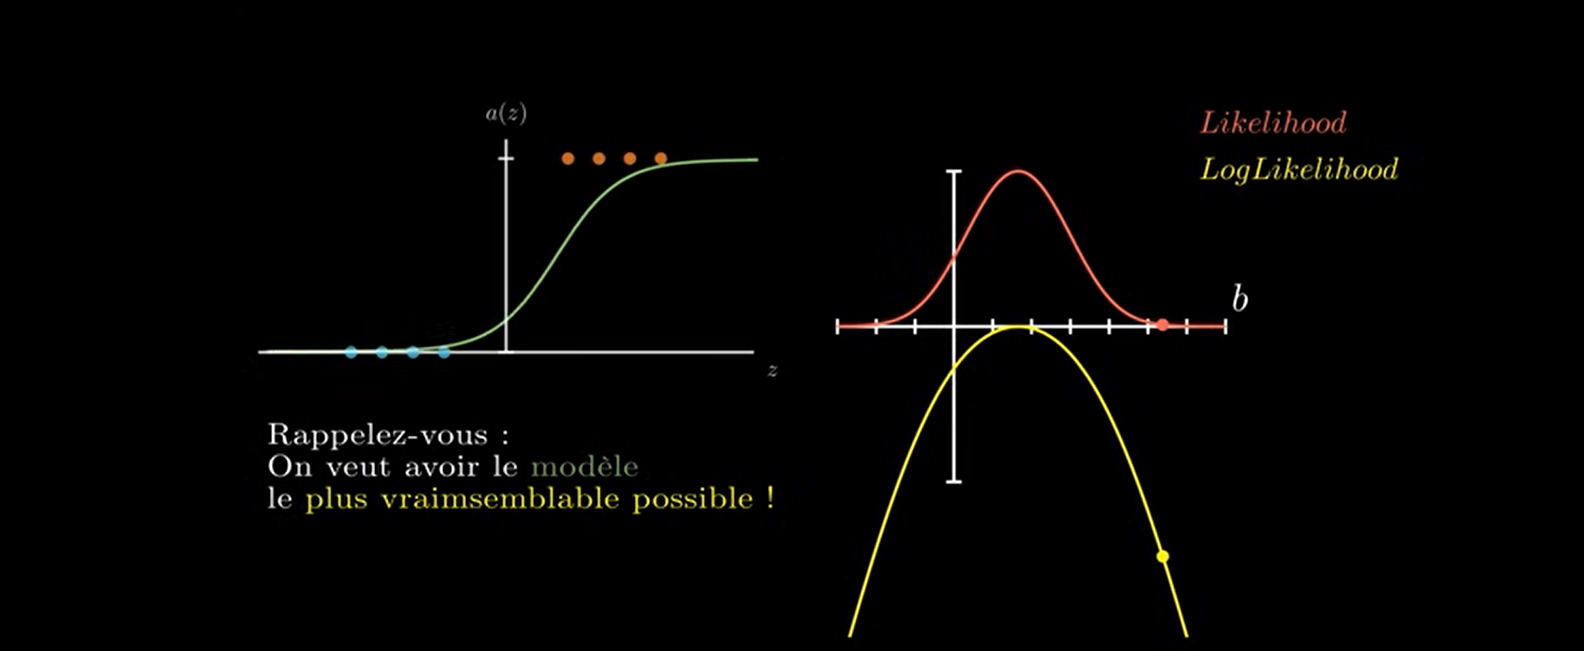 a(z)
z
Rappelez-vous :
On veut avoir le modèle
le plus vraimsemblable possible !
Likelihood
LogLikelihood
b